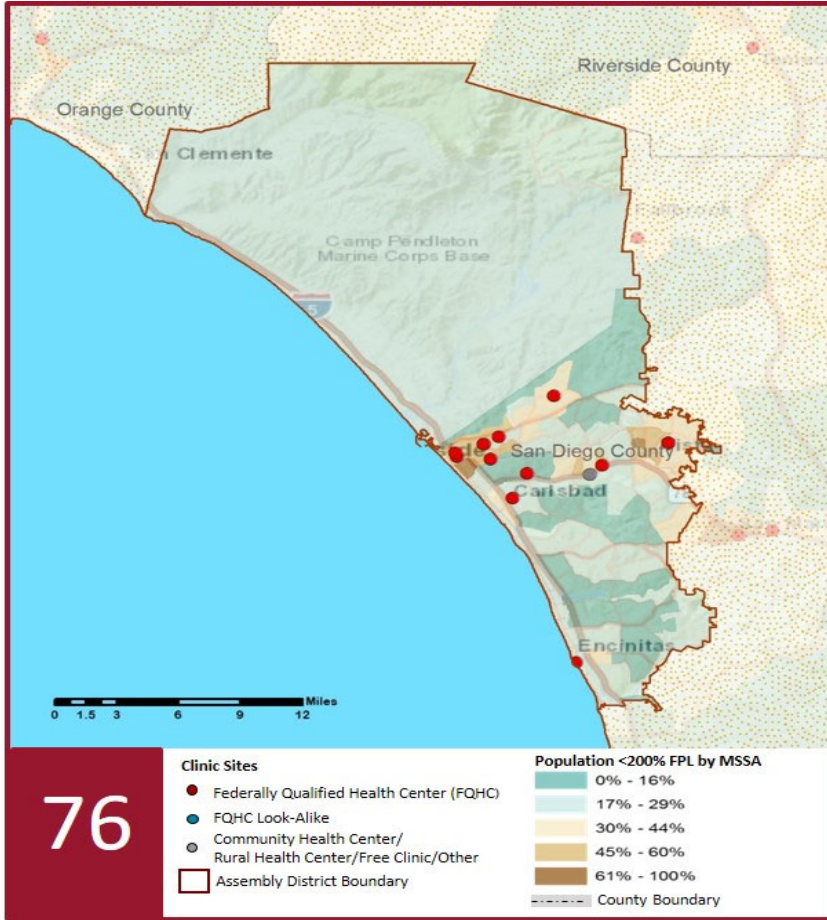 Riverside County
Orange County
San Clemente
Camp Pendleton
Marine Corps Base
5
San Diego County
Carlsbad
78
Encinitas
Miles
0 1.5 3 6 9 12
76
Clinic Sites
Federally Qualified Health Center (FQHC)
FQHC Look-Alike
Community Health Center/
Rural Health Center/Free Clinic/Other
Assembly District Boundary
Population <200% FPL by MSSA
0% - 16%
17% - 29%
30% - 44%
45% - 60%
61% - 100%
County Boundary